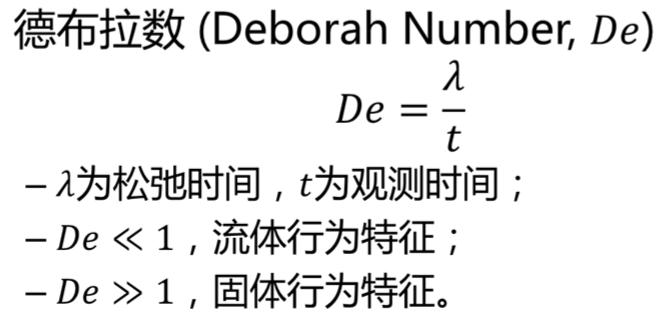 德布拉数 (Deborah Number, De)
De = λ/t
– λ为松弛时间，t为观测时间；
– De ≪ 1，流体行为特征；
– De ≫ 1，固体行为特征。